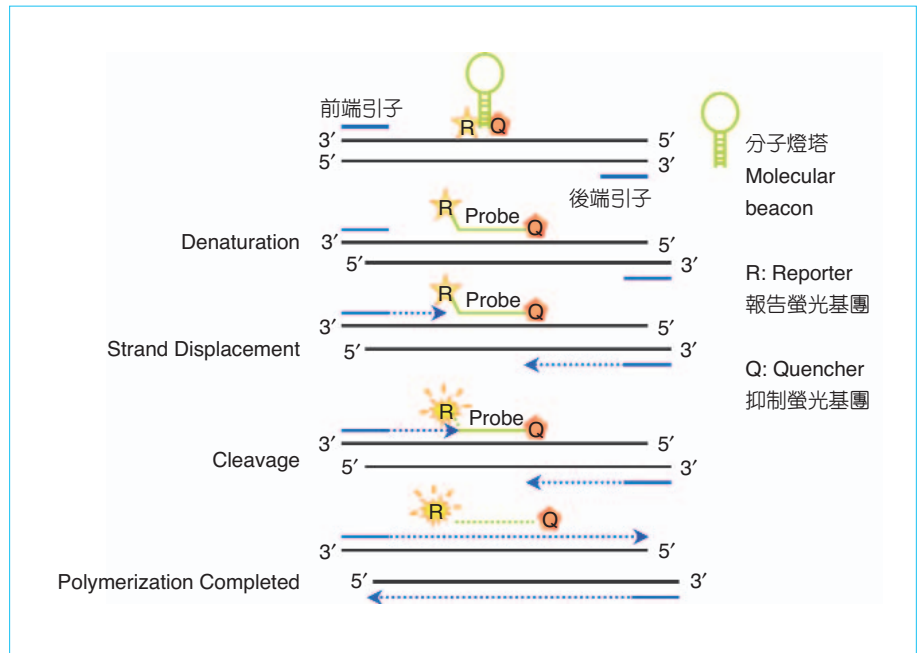 前端引子
R Q
3′ 5′
5′ 3′
後端引子
分子燈塔
Molecular
beacon
R Probe Q
Denaturation
3′ 5′
5′ 3′
R: Reporter
報告螢光基團
R Probe Q
3′ 5′
Strand Displacement
5′ 3′
Q: Quencher
抑制螢光基團
R Probe Q
3′ 5′
Cleavage
5′ 3′
R Q
3′ 5′
Polymerization Completed
5′ 3′